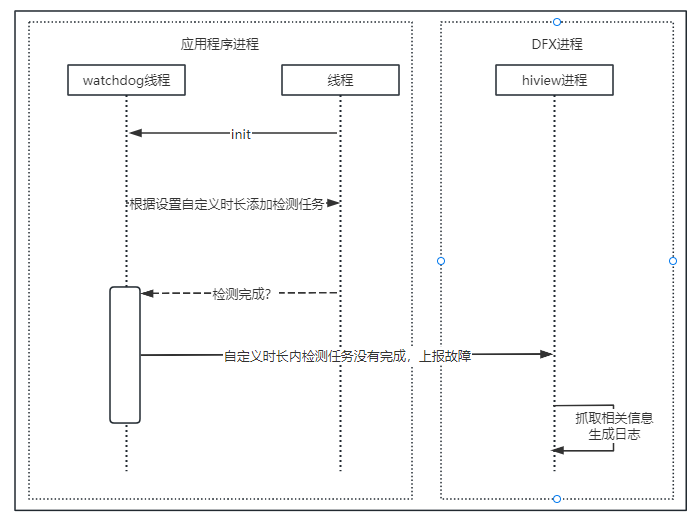 应用程序进程
DFX进程
watchdog线程
线程
hiview进程
init
根据设置自定义时长添加检测任务
检测完成？
自定义时长内检测任务没有完成，上报故障
抓取相关信息
生成日志